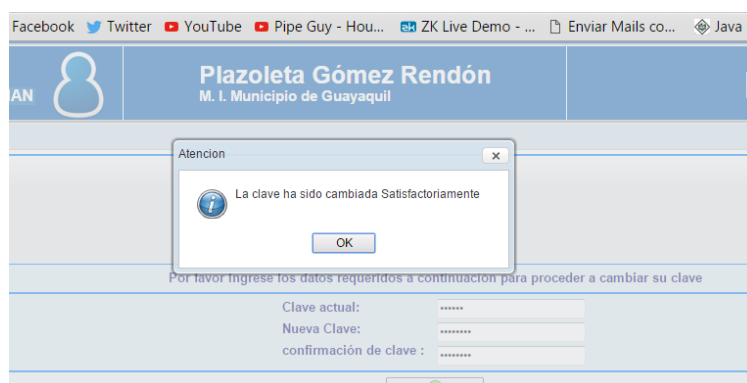 Facebook Twitter YouTube Pipe Guy - Hou... ZK Live Demo - ... Enviar Mails co... Java
AN
Plazoleta Gómez Rendón
M. I. Municipio de Guayaquil
Atencion
La clave ha sido cambiada Satisfactoriamente
OK
Por favor ingrese los datos requeridos a continuación para proceder a cambiar su clave
Clave actual: ••••••
Nueva Clave: ••••••••
confirmación de clave : ••••••••